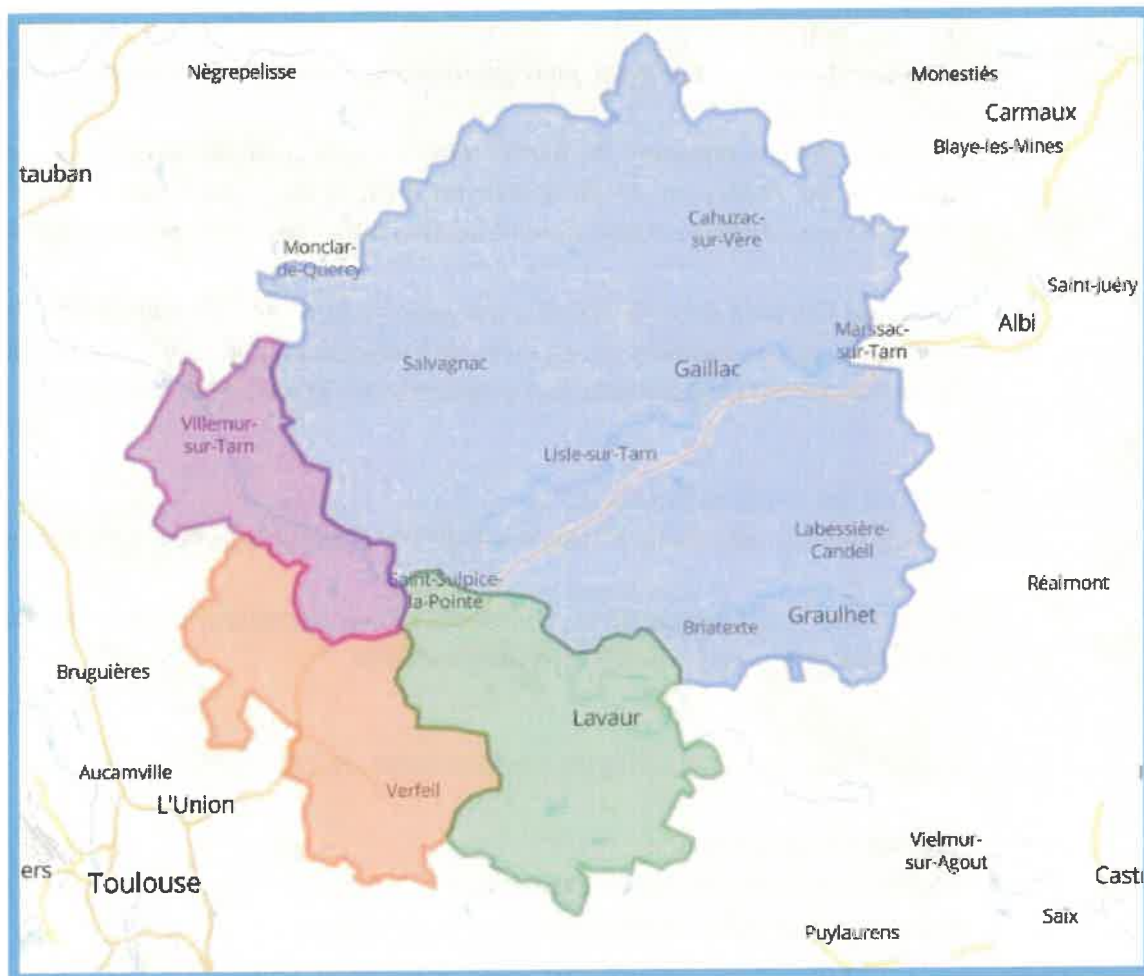 Nègrepelisse
Monestiés
Carmaux
Blaye-les-Mines
tauban
Cahuzac-
sur-Vère
Monclar-
de-Quercy
Saint-Juéry
Albi
Marssac-
sur-Tarn
Salvagnac
Gaillac
Villemur-
sur-Tarn
Lisle-sur-Tarn
Labessière-
Candeil
Saint-Sulpice-
la-Pointe
Réalmont
Briatexte
Graulhet
Bruguières
Lavaur
Aucamville
L'Union
Verfeil
Vielmur-
sur-Agout
ers
Toulouse
Castr
Saix
Puylaurens